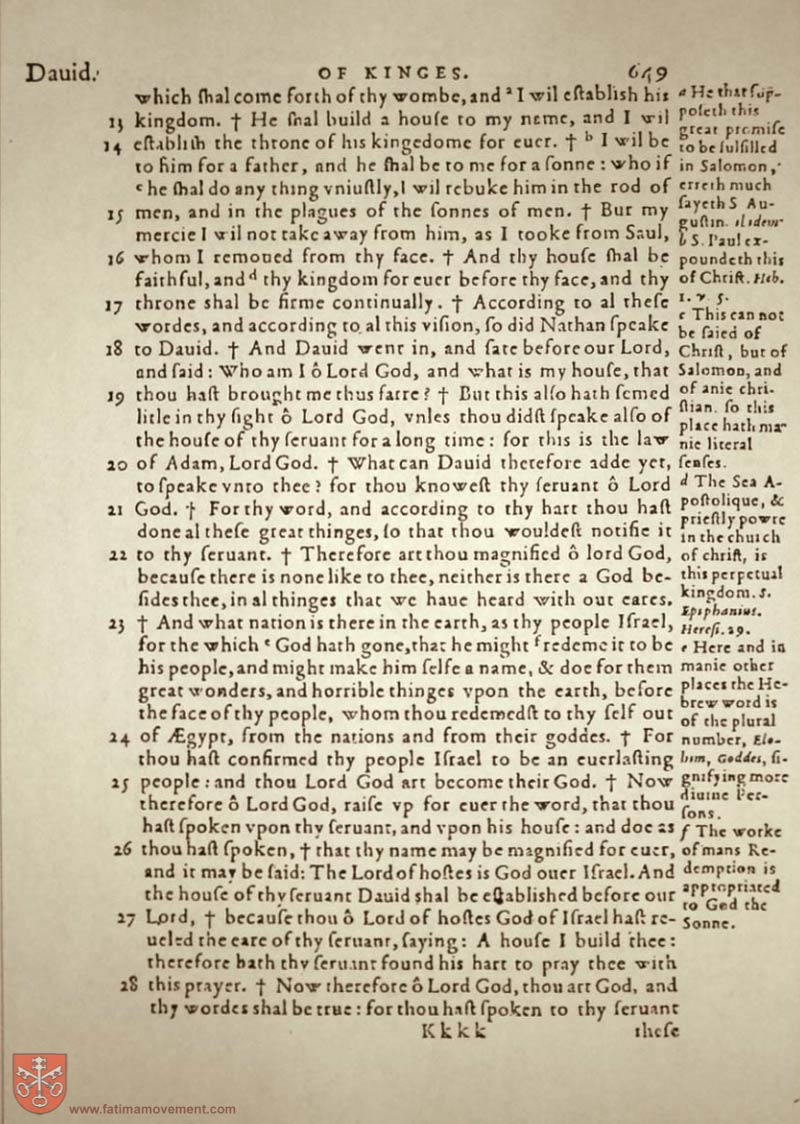 Dauid.
OF KINGES.
649
which ſhal come forth of thy wombe, and ᵃ I wil eſtabliſh his
13 kingdom. † He ſhal build a houſe to my name, and I wil
14 eſtabliſh the throne of his kingedome for euer. † ᵇ I wil be
to him for a father, and he ſhal be to me for a ſonne: who if
ᶜ he ſhal do any thing vniuſtly, I wil rebuke him in the rod of
15 men, and in the plagues of the ſonnes of men. † But my
mercie I wil not take away from him, as I tooke from Saul,
16 whom I remoued from thy face. † And thy houſe ſhal be
faithful, and ᵈ thy kingdom for euer before thy face, and thy
17 throne shal be firme continually. † According to al theſe
wordes, and according to al this viſion, ſo did Nathan ſpeake
18 to Dauid. † And Dauid went in, and ſate before our Lord,
and ſaid: Who am I ô Lord God, and what is my houſe, that
19 thou haſt brought me thus farre? † But this alſo hath ſemed
litle in thy ſight ô Lord God, vnles thou didſt ſpeake alſo of
the houſe of thy ſeruant for a long time: for this is the law
20 of Adam, Lord God. † What can Dauid therefore adde yet,
to ſpeake vnto thee? for thou knoweſt thy ſeruant ô Lord
21 God. † For thy word, and according to thy hart thou haſt
done al theſe great thinges, ſo that thou wouldeſt notifie it
22 to thy ſeruant. † Therefore art thou magnified ô lord God,
becauſe there is none like to thee, neither is there a God be-
ſides thee, in al thinges that we haue heard with out eares.
23 † And what nation is there in the earth, as thy people Iſrael,
for the which ᵉ God hath gone, that he might ᶠ redeme it to be
his people, and might make him ſelfe a name, & doe for them
great wonders, and horrible thinges vpon the earth, before
the face of thy people, whom thou redemedſt to thy ſelf out
24 of Ægypt, from the nations and from their goddes. † For
thou haſt confirmed thy people Iſrael to be an euerlaſting
25 people: and thou Lord God art become their God. † Now
therefore ô Lord God, raiſe vp for euer the word, that thou
haſt ſpoken vpon thy ſeruant, and vpon his houſe: and doe as
26 thou haſt ſpoken, † that thy name may be magnified for euer,
and it may be ſaid: The Lord of hoſtes is God ouer Iſrael. And
the houſe of thy ſeruant Dauid shal be eſtablished before our
27 Lord, † becauſe thou ô Lord of hoſtes God of Iſrael haſt re-
ueled the eare of thy ſeruant, ſaying: A houſe I build thee:
therefore hath thy ſeruant found his hart to pray thee with
28 this prayer. † Now therefore ô Lord God, thou art God, and
thy wordes shal be true: for thou haſt ſpoken to thy ſeruant
K k k k
theſe
a He that ſup-
poſeth this
great promiſe
to be fulfilled
in Salomon,
erreth much
ſayeth S Au-
guſtin. ibidem
b S. Paul ex-
poundeth this
of Chriſt. Heb.
1. v. 5.
c This can not
be ſaied of
Chriſt, but of
Salomon, and
of anie chri-
ſtian. ſo this
place hath ma-
nie literal
ſenſes.
d The Sea A-
poſtolique, &
prieſtly powre
in the church
of chriſt, is
this perpetual
kingdom. S.
Epiphanius.
Hereſi. 29.
e Here and in
manie other
places the He-
brew word is
of the plural
number, Elo-
him, Goddes, ſi-
gnifying more
diuine Per-
ſons.
f The worke
of mans Re-
demption is
appropriated
to God the
Sonne.
www.fatimamovement.com